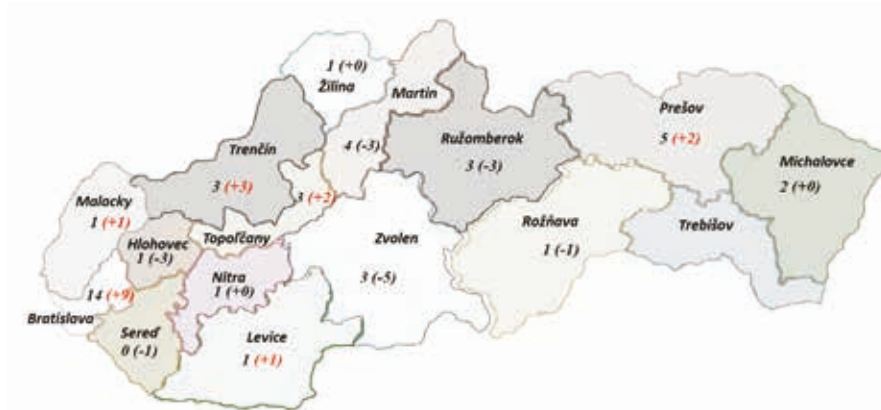 1 (+0)
Žilina
Martin
4 (-3)
Trenčín
3 (+3)
3 (+2)
Ružomberok
3 (-3)
Prešov
5 (+2)
Michalovce
2 (+0)
Malacky
1 (+1)
Hlohovec
1 (-3)
Topoľčany
Zvolen
3 (-5)
Rožňava
1 (-1)
Trebišov
Nitra
1 (+0)
14 (+9)
Bratislava
Sereď
0 (-1)
Levice
1 (+1)